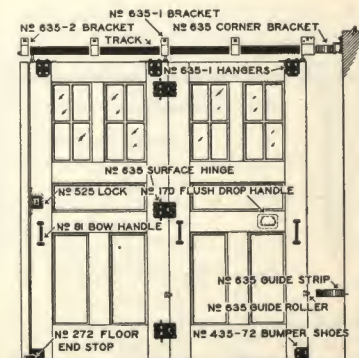 Nº 635-1 BRACKET
Nº 635-2 BRACKET
Nº 635 CORNER BRACKET
TRACK
Nº 635-1 HANGERS
Nº 635 SURFACE HINGE
Nº 525 LOCK
Nº 170 FLUSH DROP HANDLE
Nº 81 BOW HANDLE
Nº 635 GUIDE STRIP
Nº 635 GUIDE ROLLER
Nº 272 FLOOR
END STOP
Nº 435-72 BUMPER SHOES